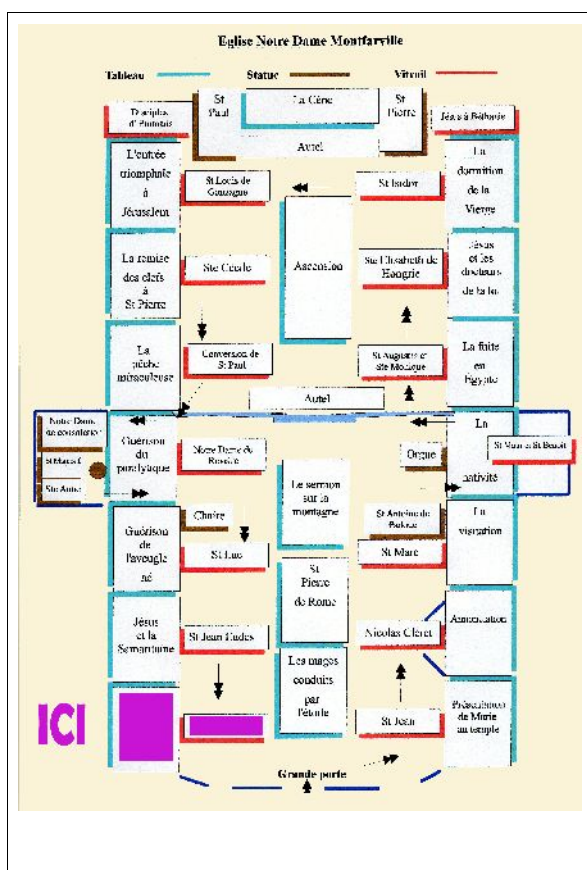 Eglise Notre Dame Montfarville
Tableau
Statue
Vitrail
Disciples
d'Emmaüs
St
Paul
La Cène
St
Pierre
Jésus à Béthanie
Autel
L'entrée
triomphale
à
Jérusalem
St Louis de
Gonzague
St Isidor
La
dormition
de la
Vierge
La remise
des clefs
à
St Pierre
Ste Cécile
Ascension
Ste Elisabeth de
Hongrie
Jésus
et les
docteurs
de la loi
La
pêche
miraculeuse
Conversion de
St Paul
St Augustin et
Ste Monique
La fuite
en
Egypte
Autel
Notre Dame
de consolation
Ste Anne
Guérison
du
paralytique
Notre Dame du
Rosaire
Orgue
La
nativité
St Maur et St Benoit
Le sermon
sur la
montagne
Guérison
de
l'aveugle
né
Chaire
St Luc
St Antoine de
Padoue
St Marc
La
visitation
St
Pierre
de Rome
Jésus
et la
Samaritaine
St Jean Eudes
Nicolas Cléret
Annonciation
Les mages
conduits
par
l'étoile
ICI
St Jean
Présentation
de Marie
au temple
Grande porte